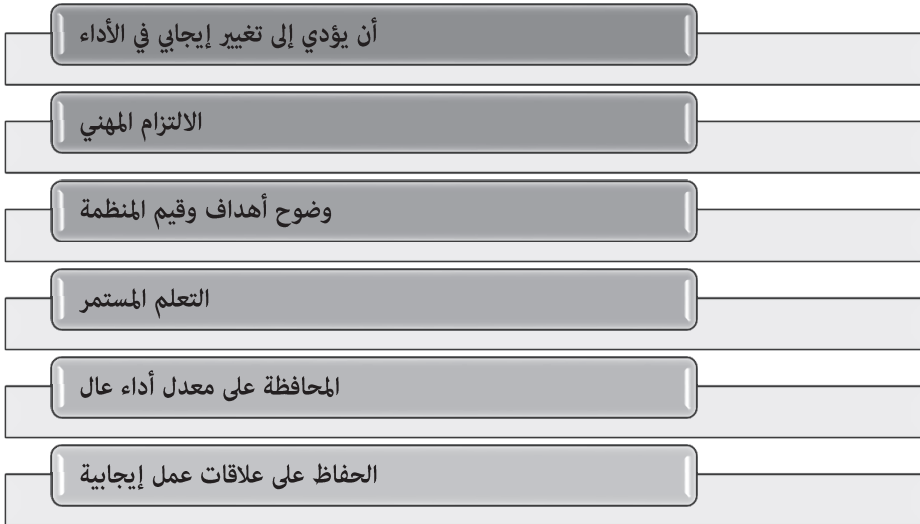 أن يؤدي إلى تغيير إيجابي في الأداء
الالتزام المهني
وضوح أهداف وقيم المنظمة
التعلم المستمر
المحافظة على معدل أداء عال
الحفاظ على علاقات عمل إيجابية